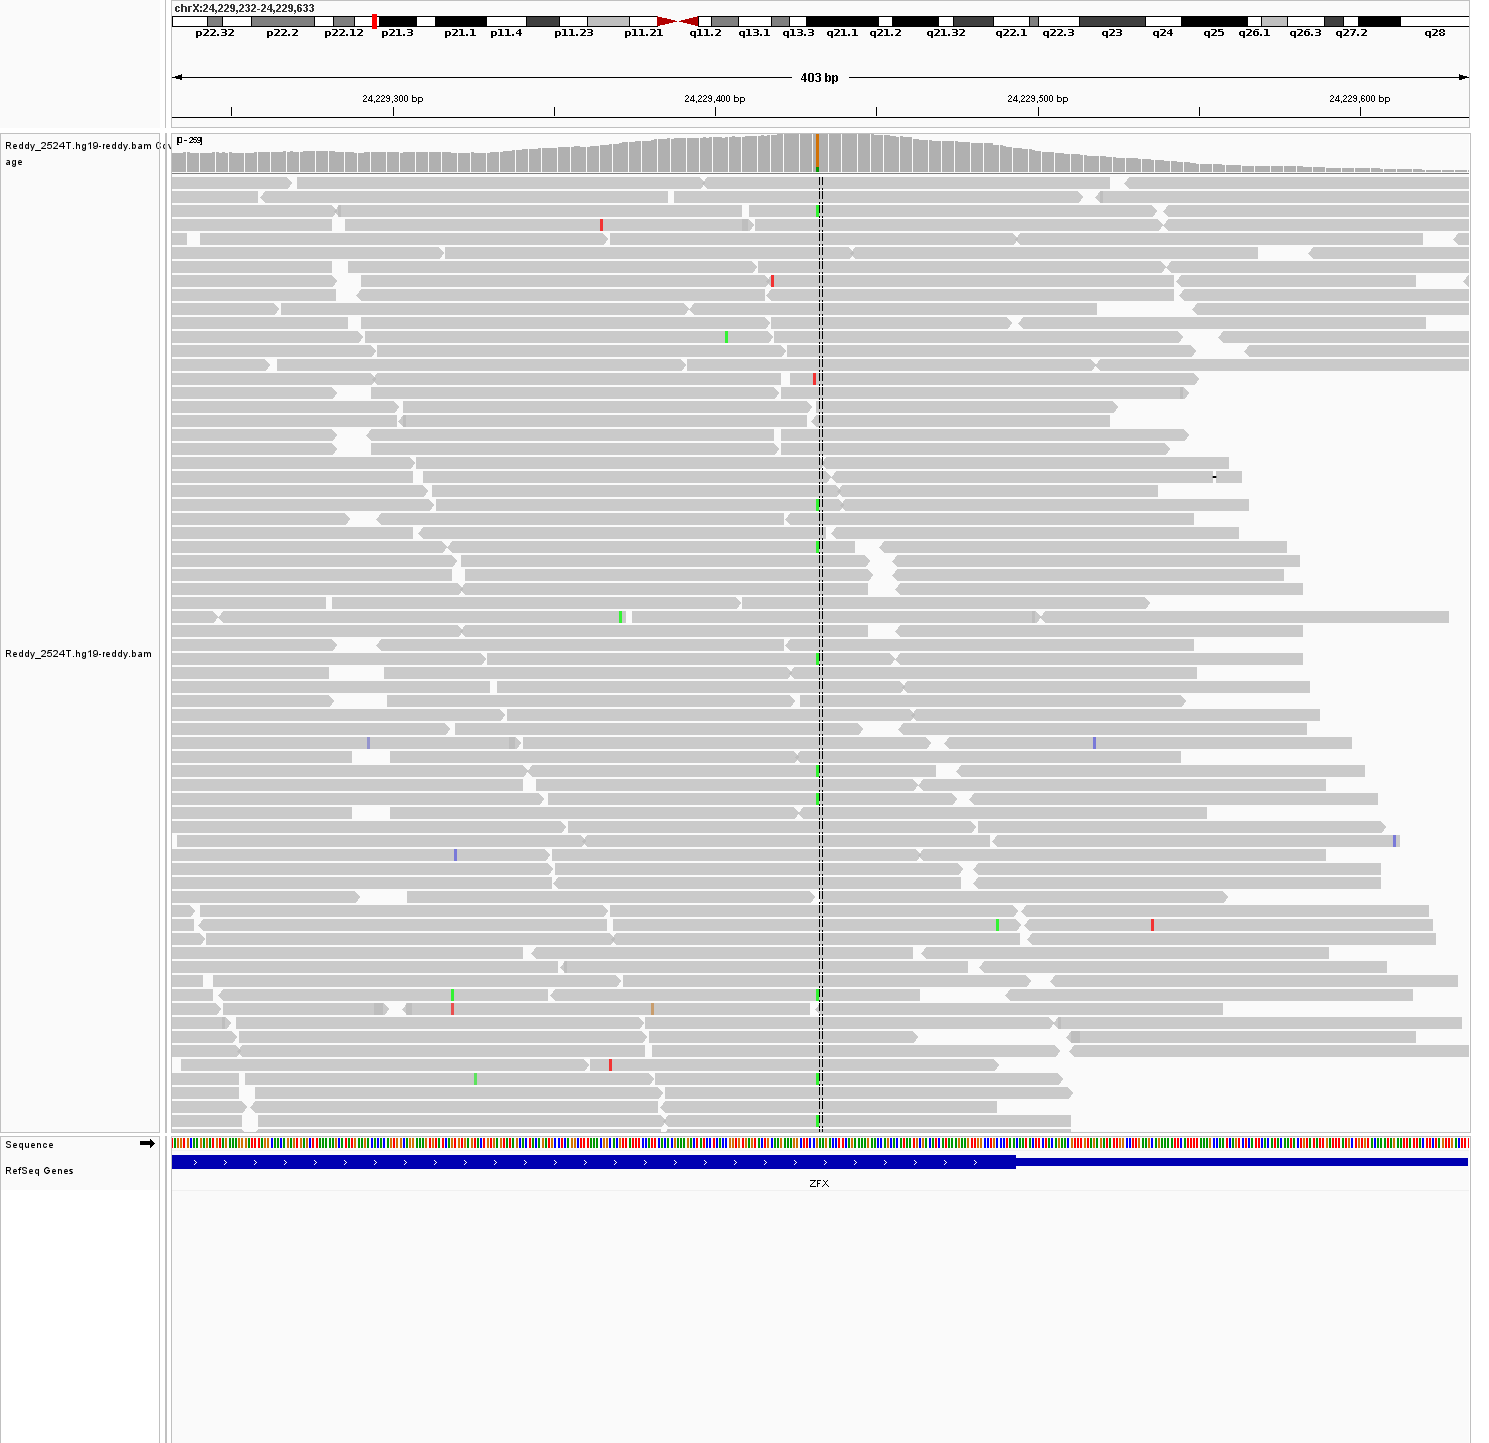 chrX:24,229,232-24,229,633
p22.32 p22.2 p22.12 p21.3 p21.1 p11.4 p11.23 p11.21 q11.2 q13.1 q13.3 q21.1 q21.2 q21.32 q22.1 q22.3 q23 q24 q25 q26.1 q26.3 q27.2 q28
403 bp
24,229,300 bp 24,229,400 bp 24,229,500 bp 24,229,600 bp
[0 - 259]
Reddy_2524T.hg19-reddy.bam Cov
age
Reddy_2524T.hg19-reddy.bam
Sequence
RefSeq Genes
ZFX